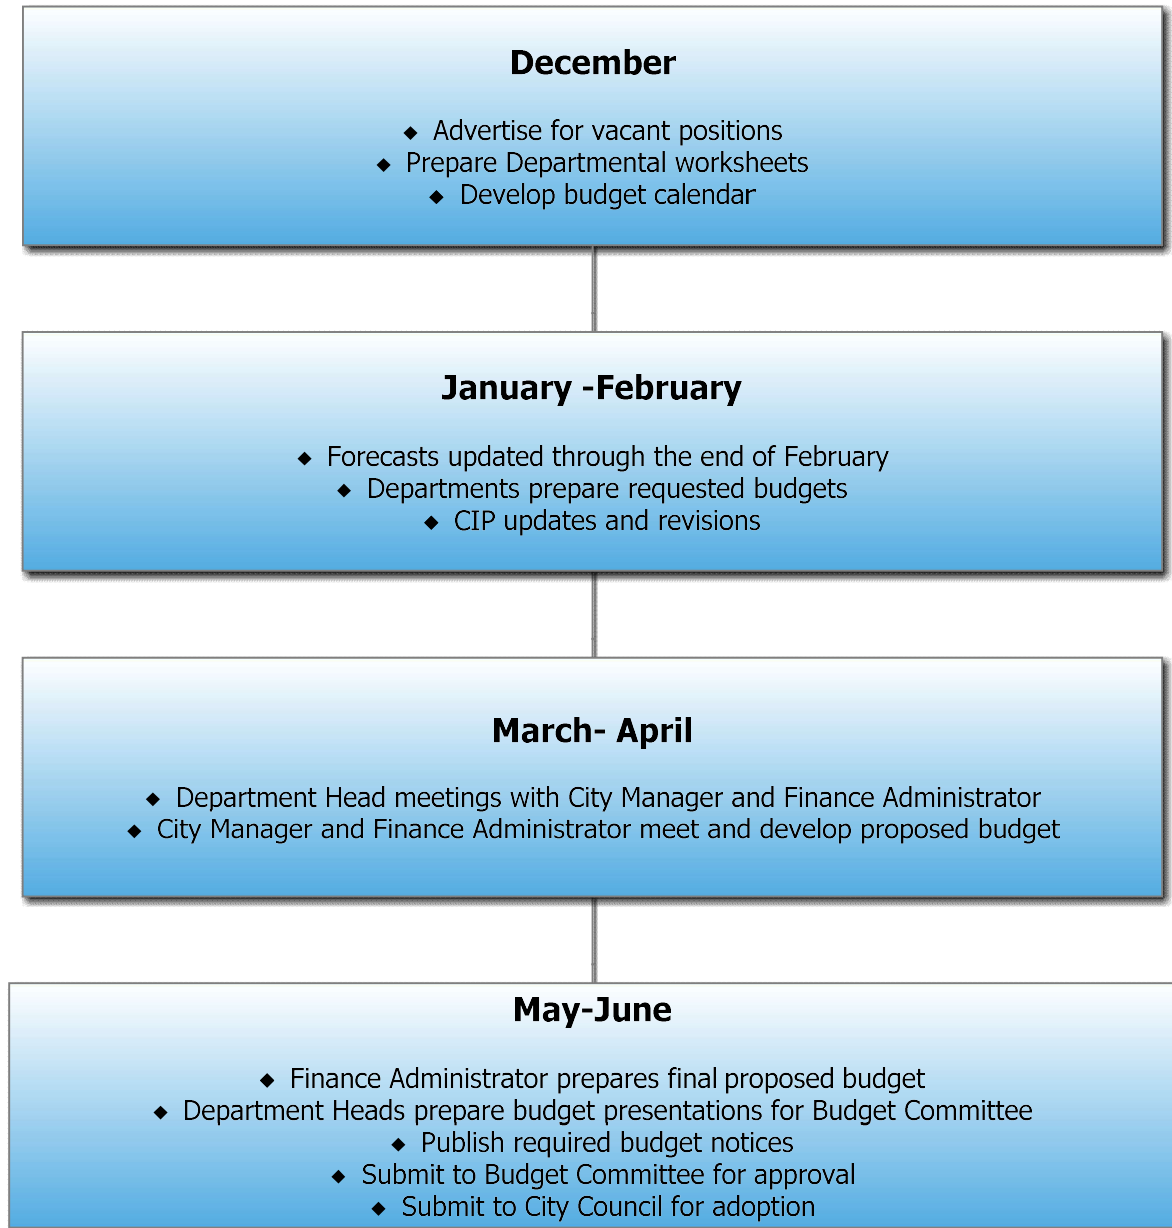 December
◆ Advertise for vacant positions
◆ Prepare Departmental worksheets
◆ Develop budget calendar
January -February
◆ Forecasts updated through the end of February
◆ Departments prepare requested budgets
◆ CIP updates and revisions
March- April
◆ Department Head meetings with City Manager and Finance Administrator
◆ City Manager and Finance Administrator meet and develop proposed budget
May-June
◆ Finance Administrator prepares final proposed budget
◆ Department Heads prepare budget presentations for Budget Committee
◆ Publish required budget notices
◆ Submit to Budget Committee for approval
◆ Submit to City Council for adoption